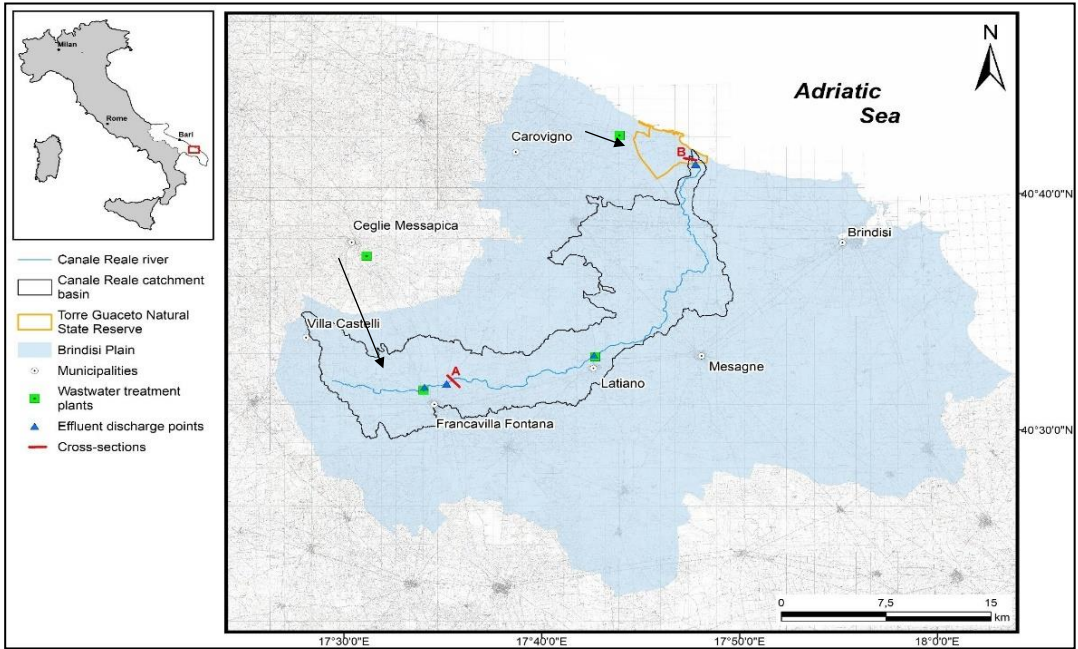 Milan
Rome
Bari
Canale Reale river
Canale Reale catchment
basin
Torre Guaceto Natural
State Reserve
Brindisi Plain
Municipalities
Wastwater treatment
plants
Effluent discharge points
Cross-sections
N
Adriatic
Sea
Carovigno
B
40°40'0"N
Ceglie Messapica
Brindisi
Villa Castelli
Mesagne
A
Latiano
Francavilla Fontana
40°30'0"N
0 7,5 15
km
17°30'0"E 17°40'0"E 17°50'0"E 18°0'0"E